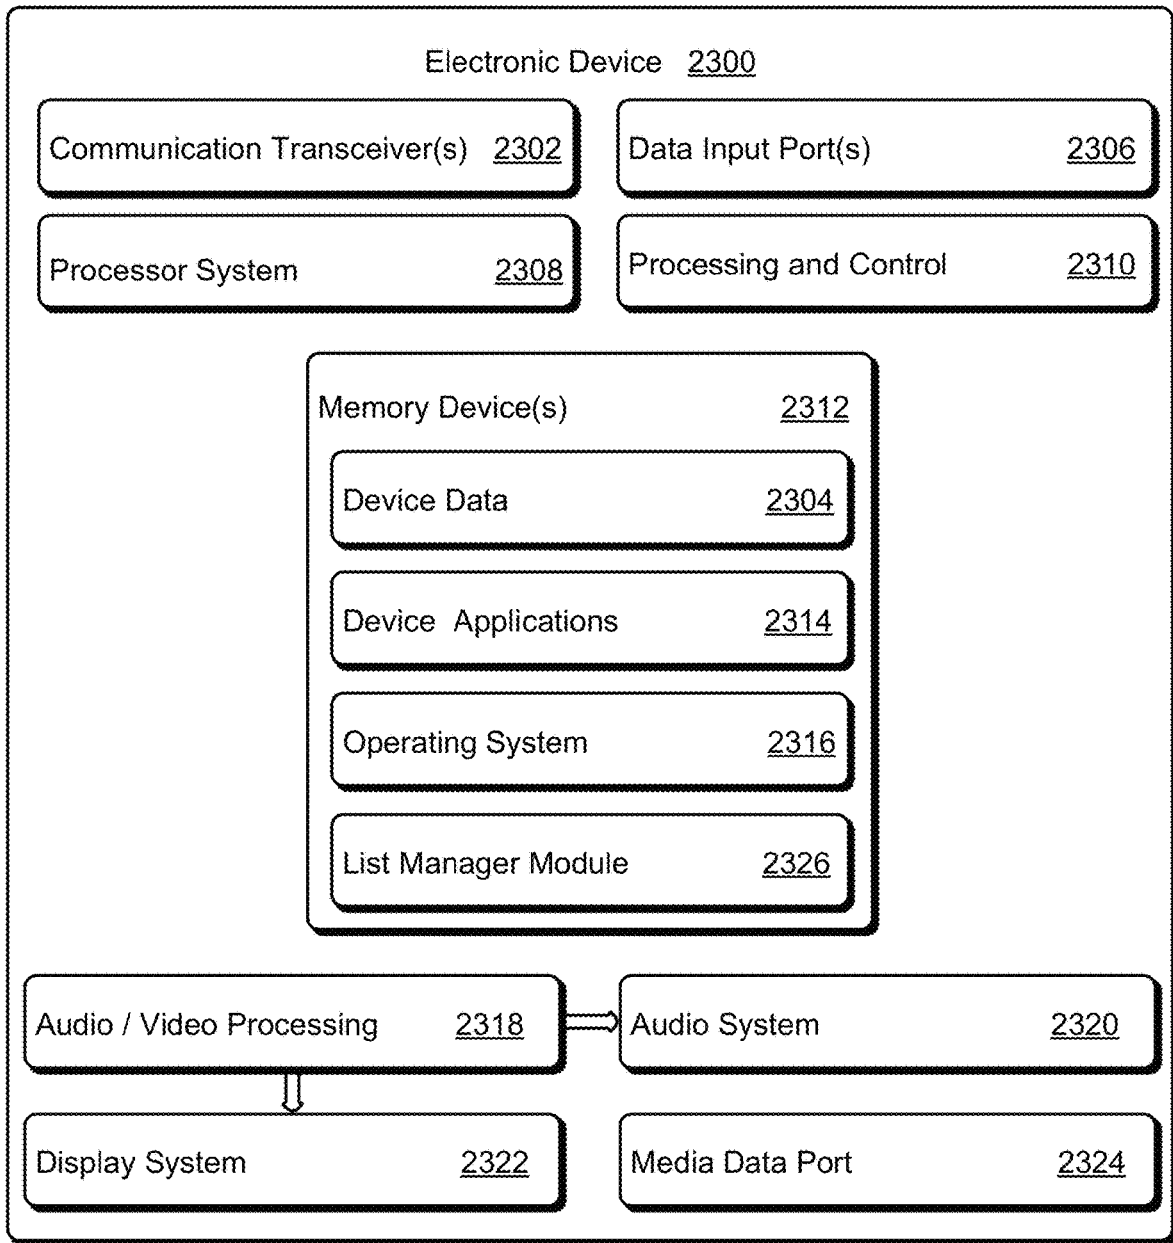 Electronic Device 2300
Communication Transceiver(s) 2302
Data Input Port(s) 2306
Processor System 2308
Processing and Control 2310
Memory Device(s) 2312
Device Data 2304
Device Applications 2314
Operating System 2316
List Manager Module 2326
Audio / Video Processing 2318
Audio System 2320
Display System 2322
Media Data Port 2324